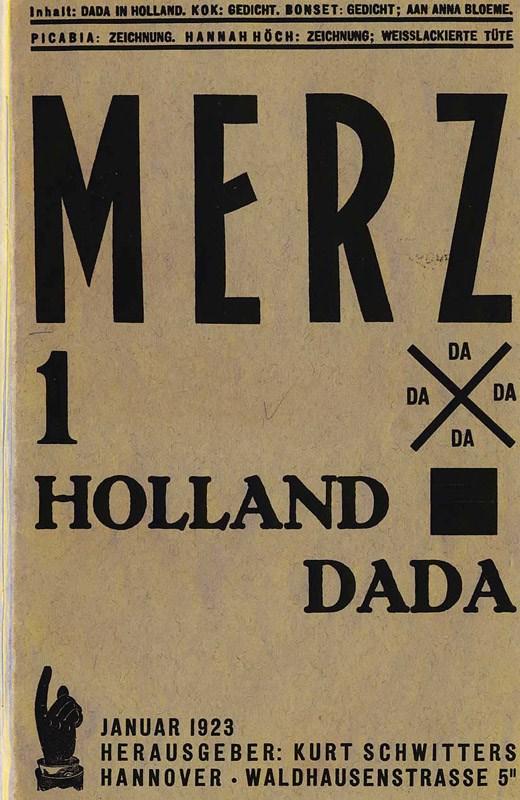 Inhalt: DADA IN HOLLAND. KOK: GEDICHT. BONSET: GEDICHT; AAN ANNA BLOEME.
PICABIA: ZEICHNUNG. HANNAH HÖCH: ZEICHNUNG; WEISSLACKIERTE TÜTE
MERZ
1
DA
DA DA
DA
HOLLAND
DADA
JANUAR 1923
HERAUSGEBER: KURT SCHWITTERS
HANNOVER · WALDHAUSENSTRASSE 5"